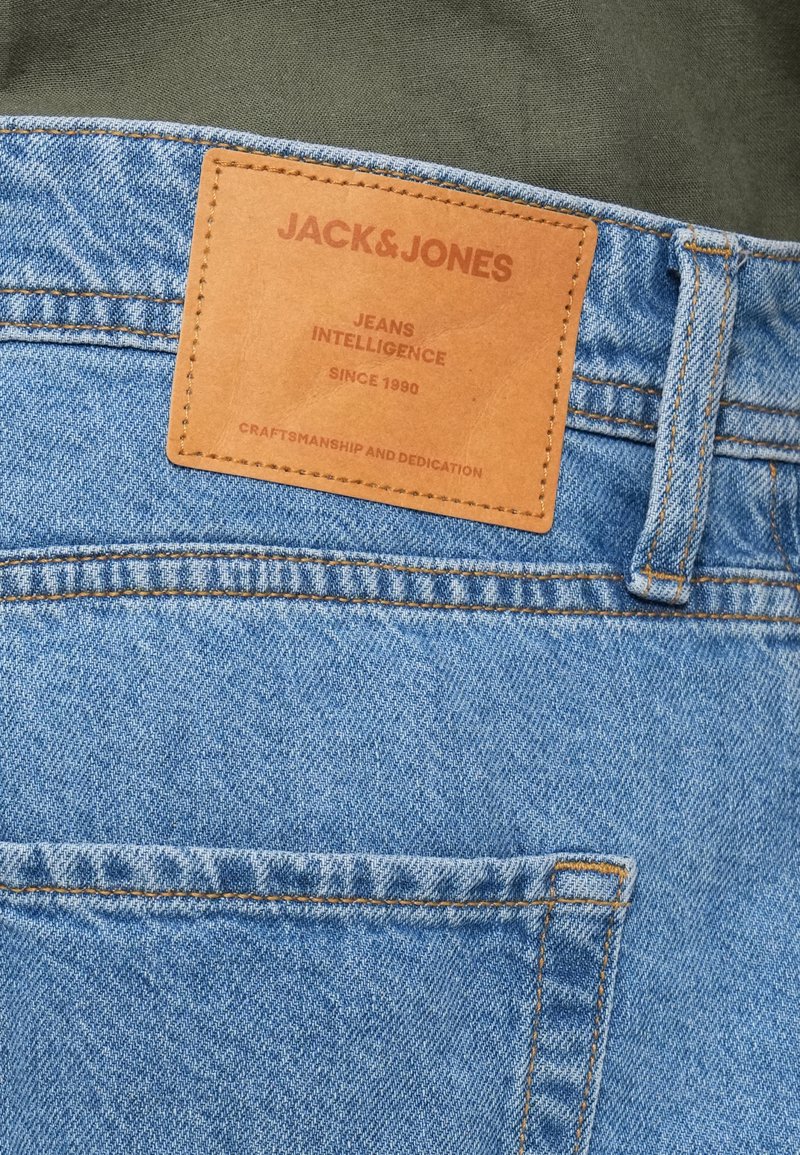 JACK&JONES
JEANS
INTELLIGENCE
SINCE 1990
CRAFTSMANSHIP AND DEDICATION